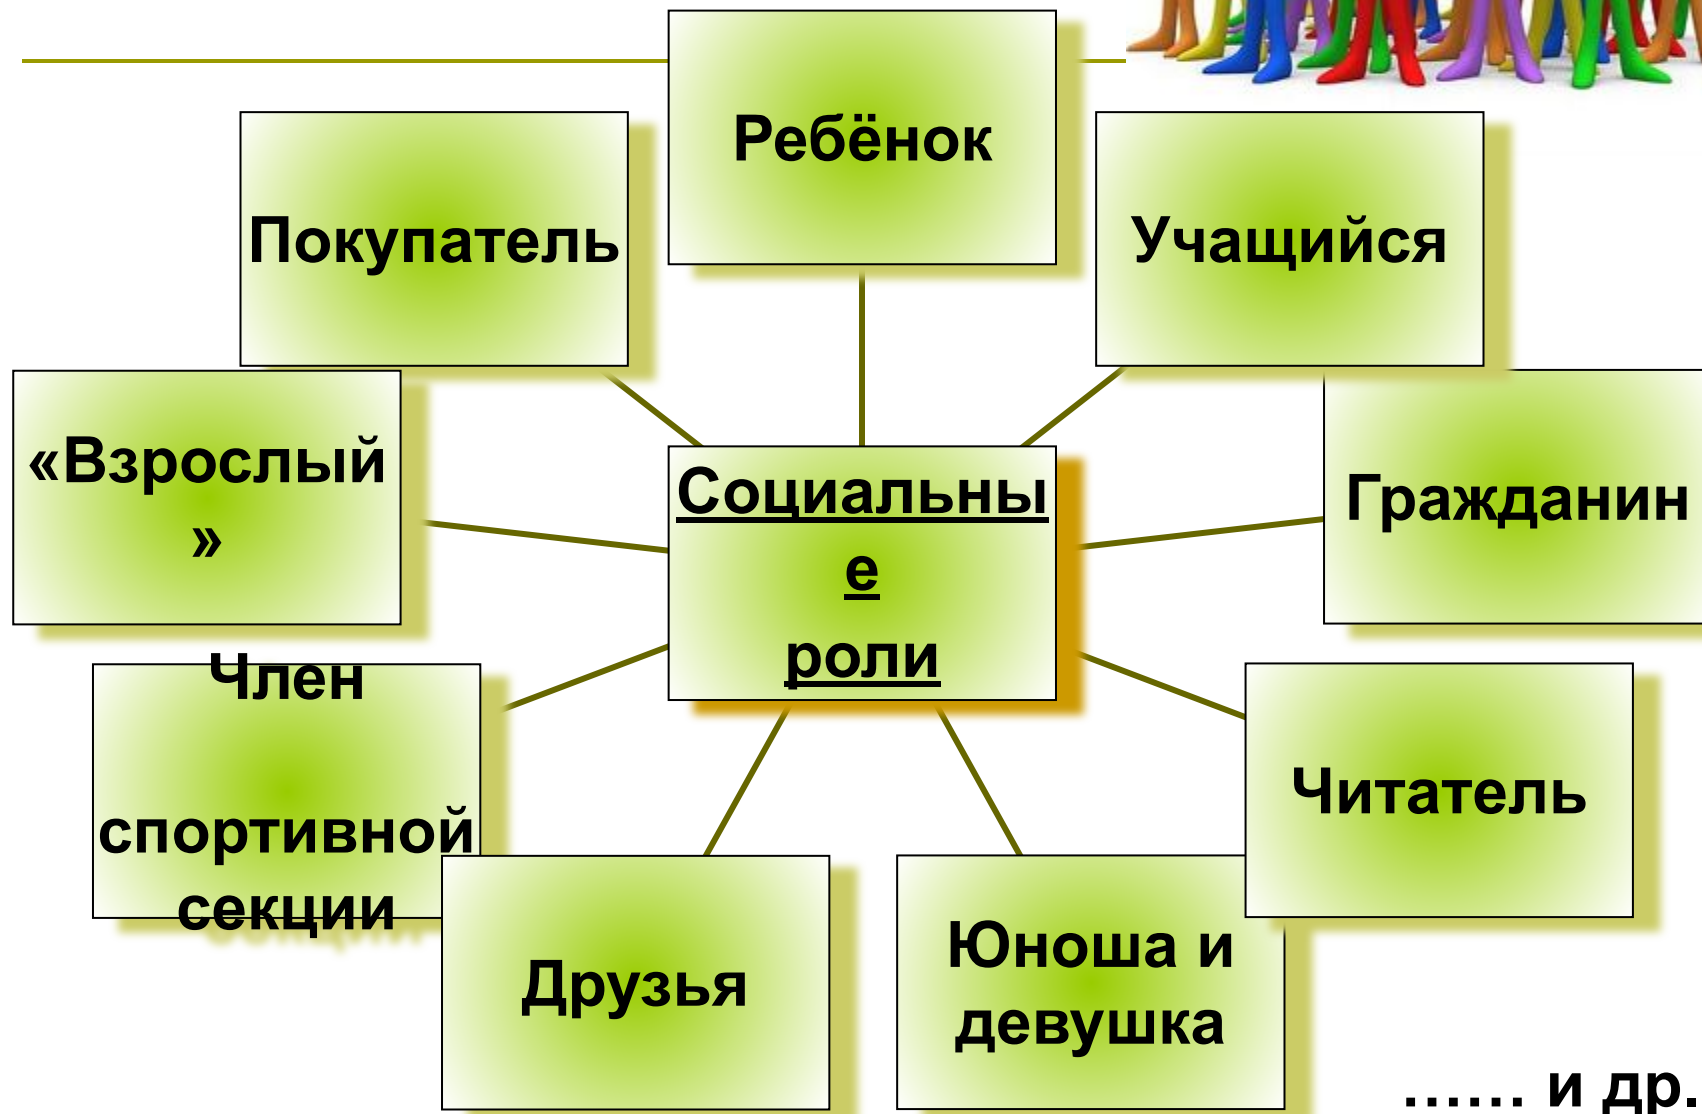 Ребёнок
Покупатель
Учащийся
«Взрослый
»
Социальны
е
роли
Гражданин
Член
спортивной
секции
Читатель
Друзья
Юноша и
девушка
…… и др.